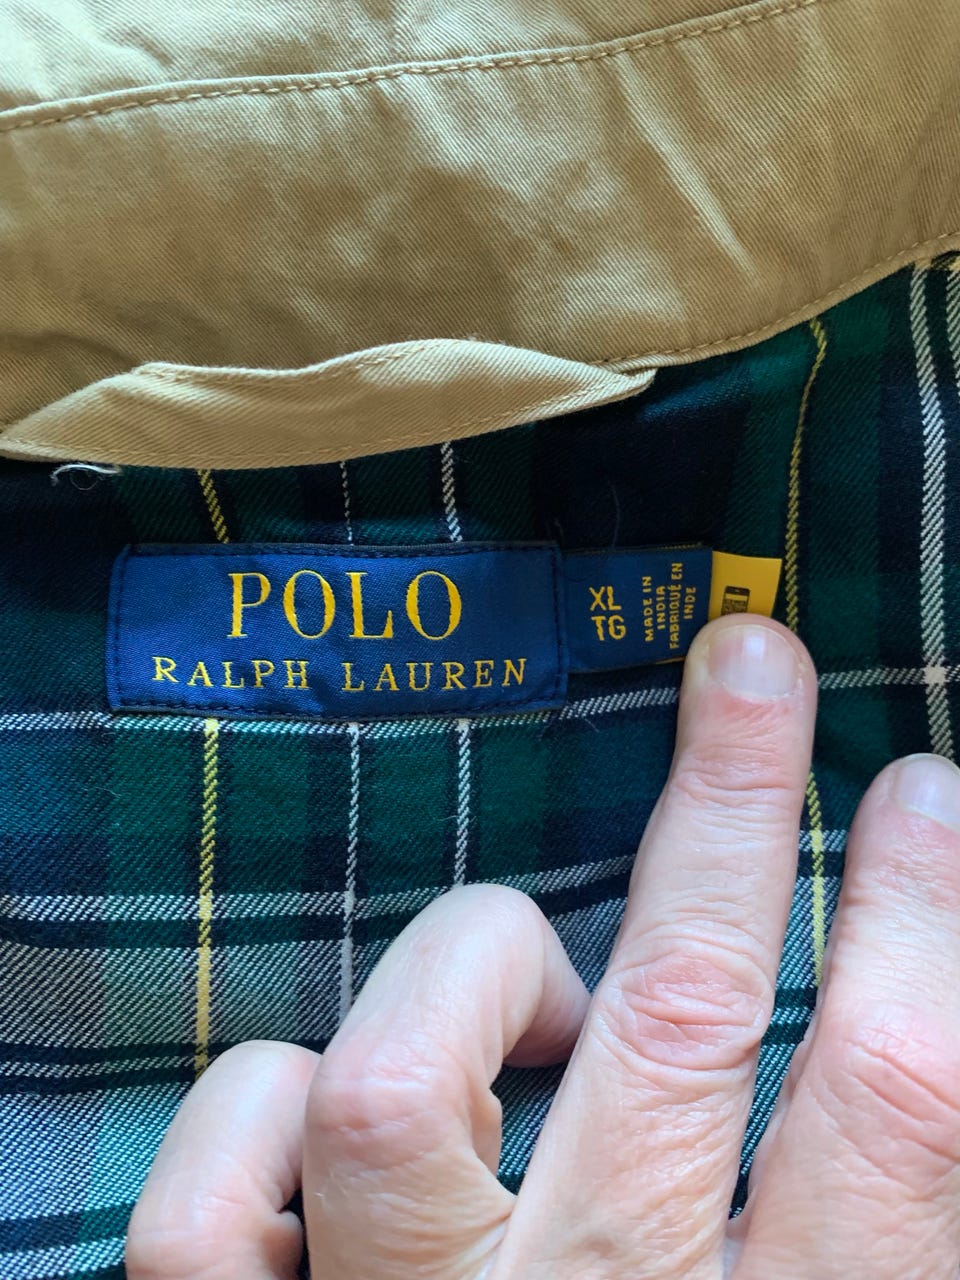 POLO
RALPH LAUREN
XL
TG
MADE IN
INDIA
FABRIQUÉ EN
INDE